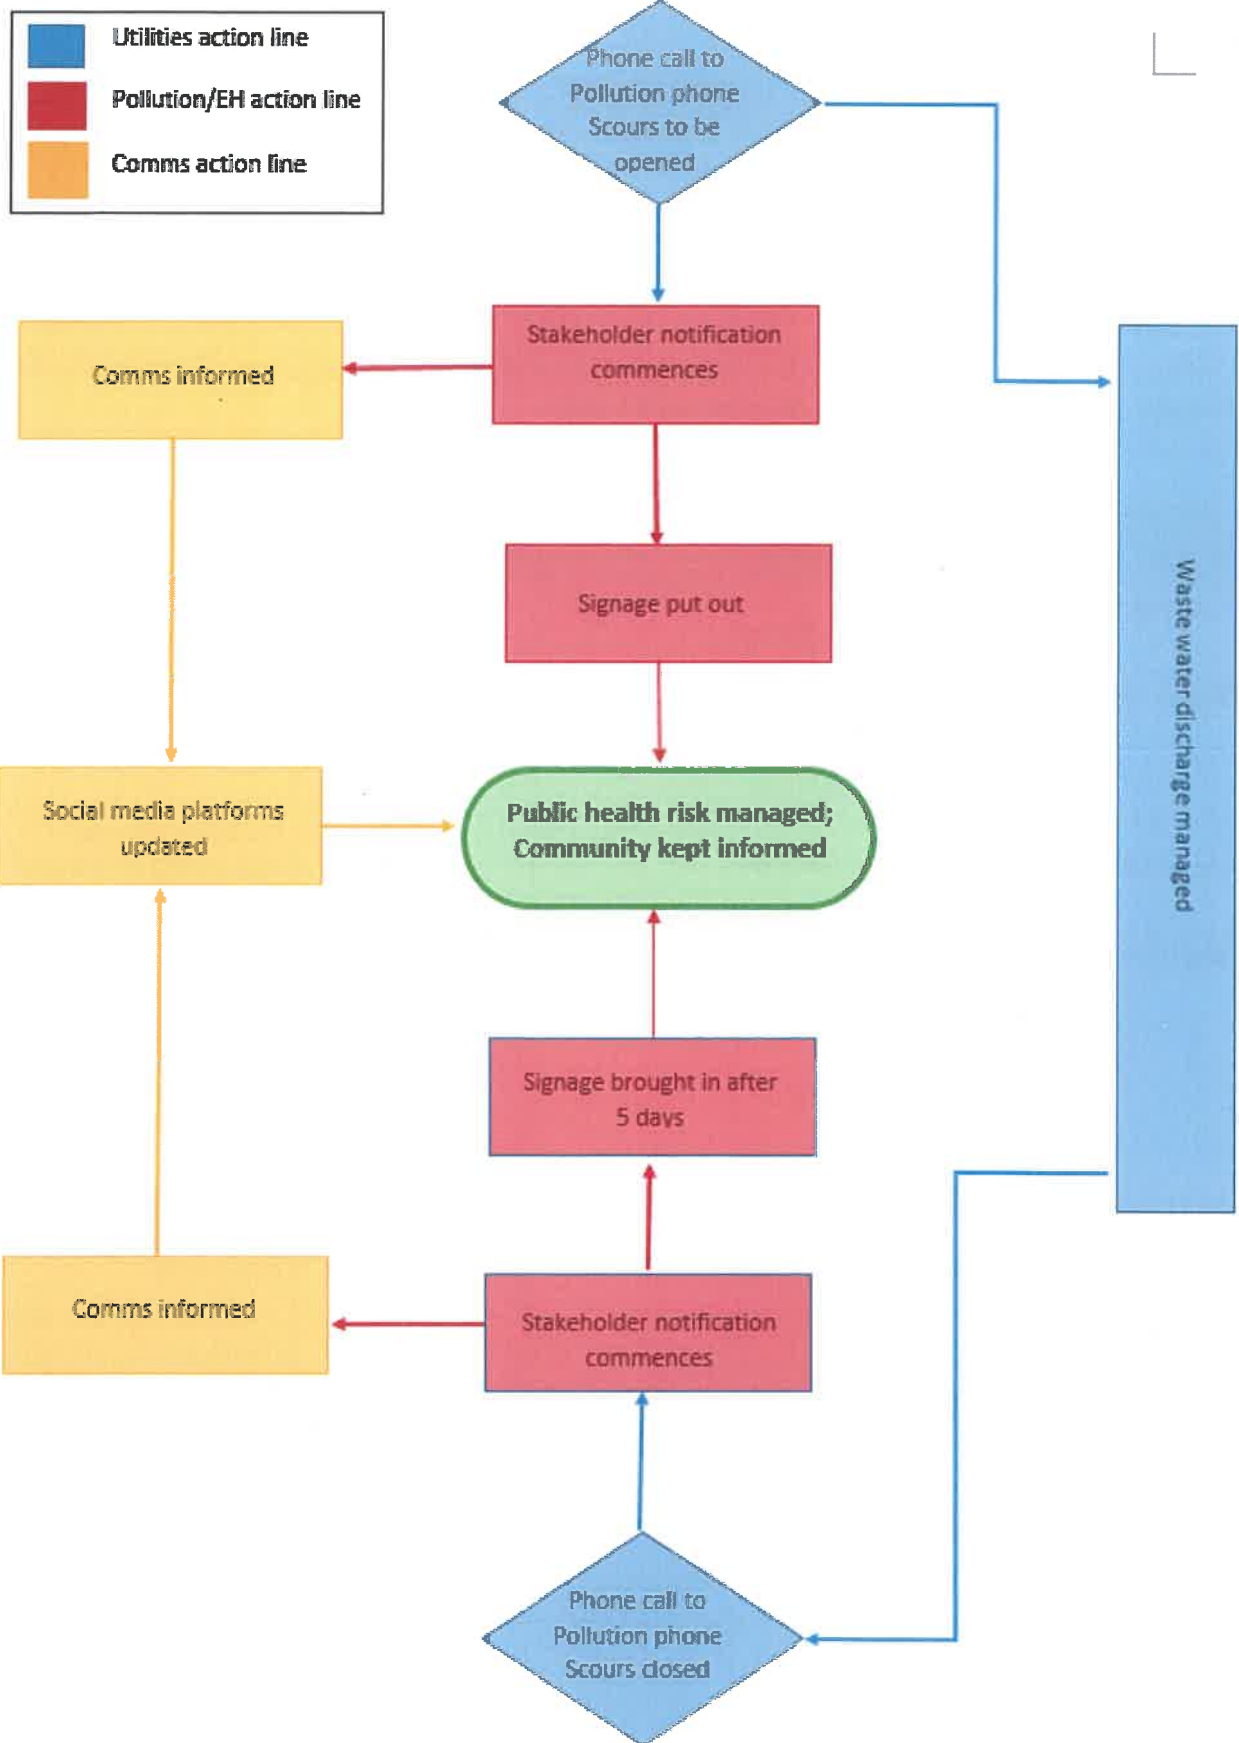 Utilities action line
Pollution/EH action line
Comms action line
Phone call to
Pollution phone
Scours to be
opened
Stakeholder notification
commences
Comms informed
Signage put out
Waste water discharge managed
Social media platforms
updated
Public health risk managed;
Community kept informed
Signage brought in after
5 days
Comms informed
Stakeholder notification
commences
Phone call to
Pollution phone
Scours closed